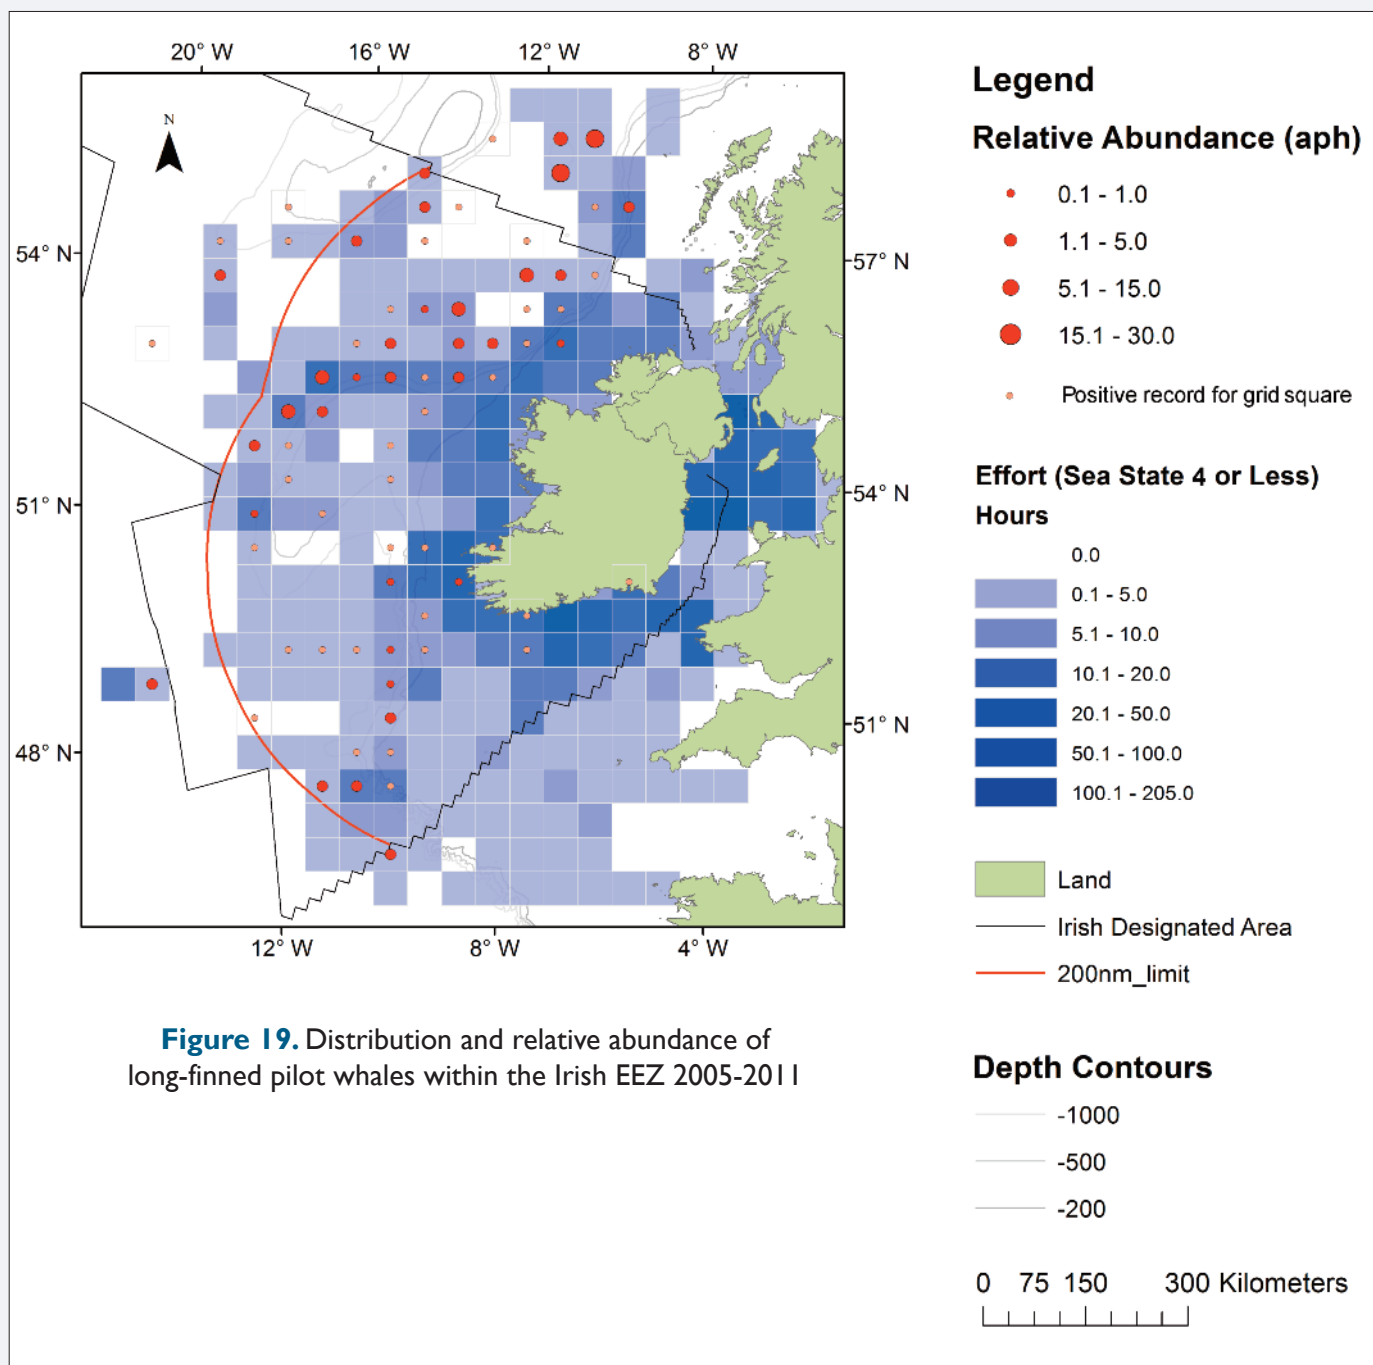 20° W 16° W 12° W 8° W
N
54° N
57° N
51° N
54° N
48° N
51° N
12° W 8° W 4° W
Figure 19. Distribution and relative abundance of
long-finned pilot whales within the Irish EEZ 2005-2011
Legend
Relative Abundance (aph)
0.1 - 1.0
1.1 - 5.0
5.1 - 15.0
15.1 - 30.0
Positive record for grid square
Effort (Sea State 4 or Less)
Hours
0.0
0.1 - 5.0
5.1 - 10.0
10.1 - 20.0
20.1 - 50.0
50.1 - 100.0
100.1 - 205.0
Land
Irish Designated Area
200nm_limit
Depth Contours
-1000
-500
-200
0 75 150 300 Kilometers